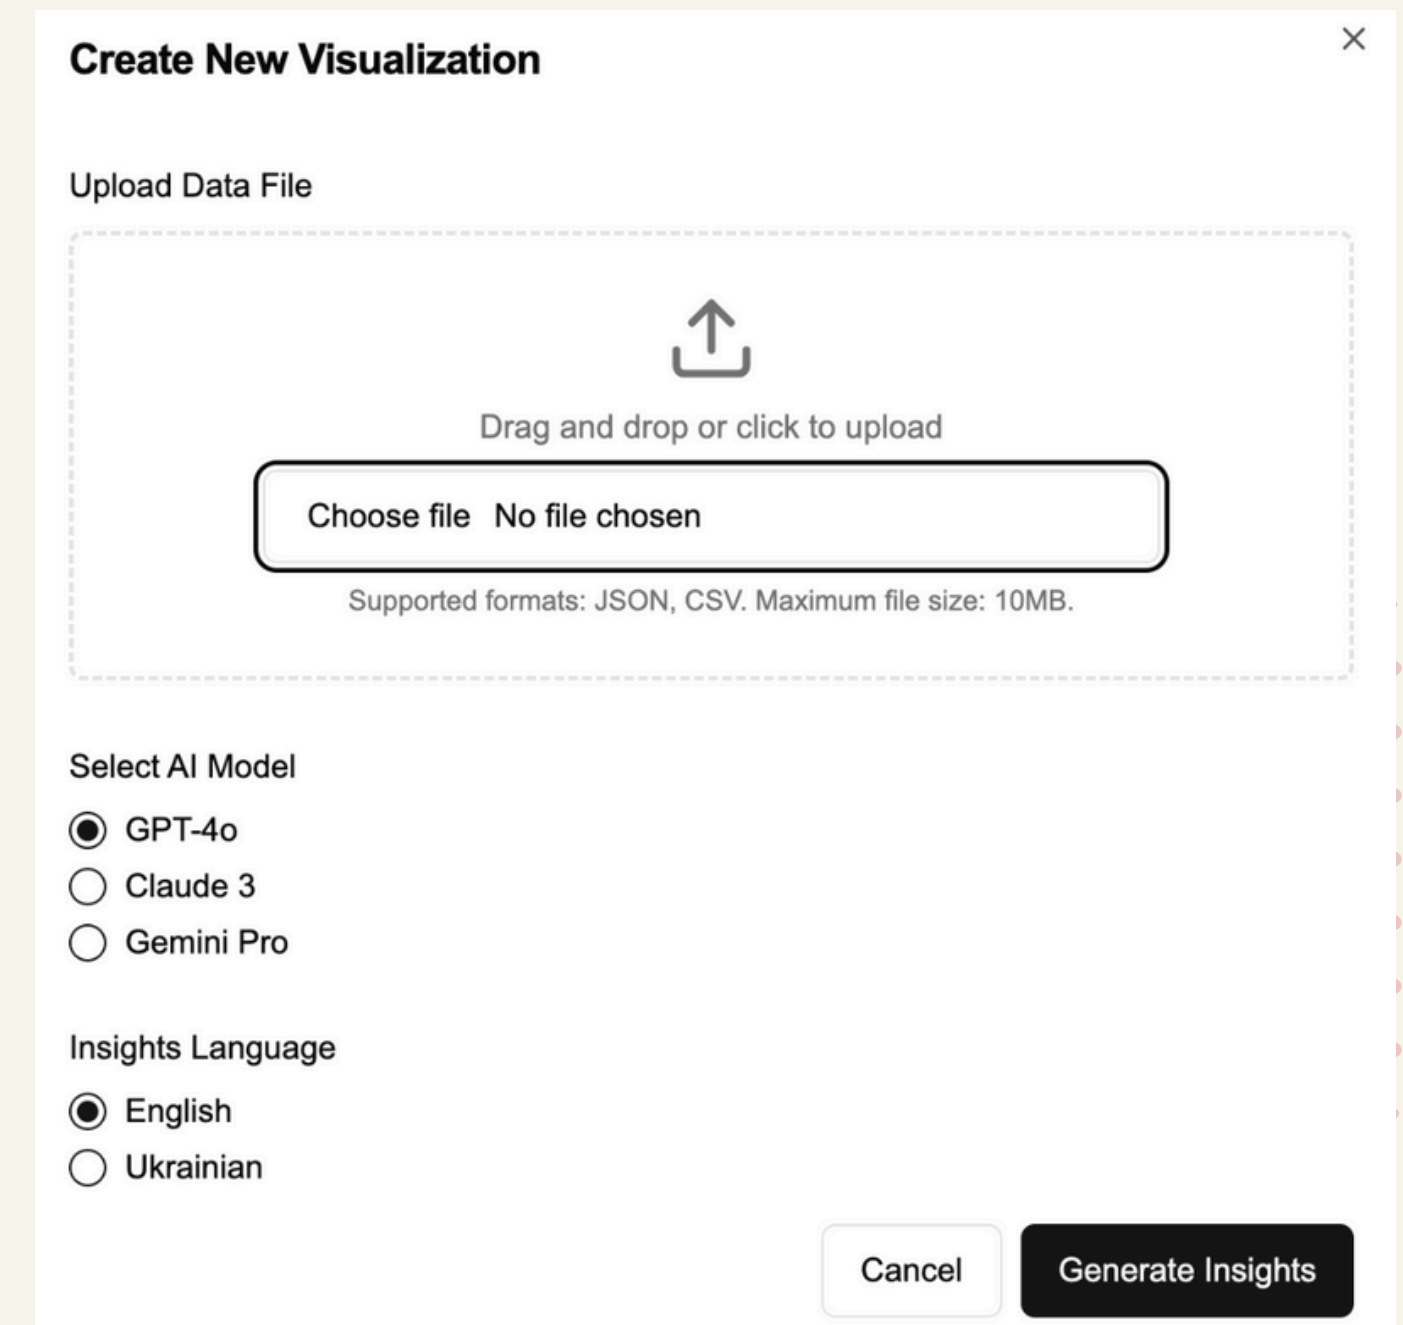 Create New Visualization
Upload Data File
Drag and drop or click to upload
Choose file No file chosen
Supported formats: JSON, CSV. Maximum file size: 10MB.
Select AI Model
GPT-4o
Claude 3
Gemini Pro
Insights Language
English
Ukrainian
Cancel Generate Insights